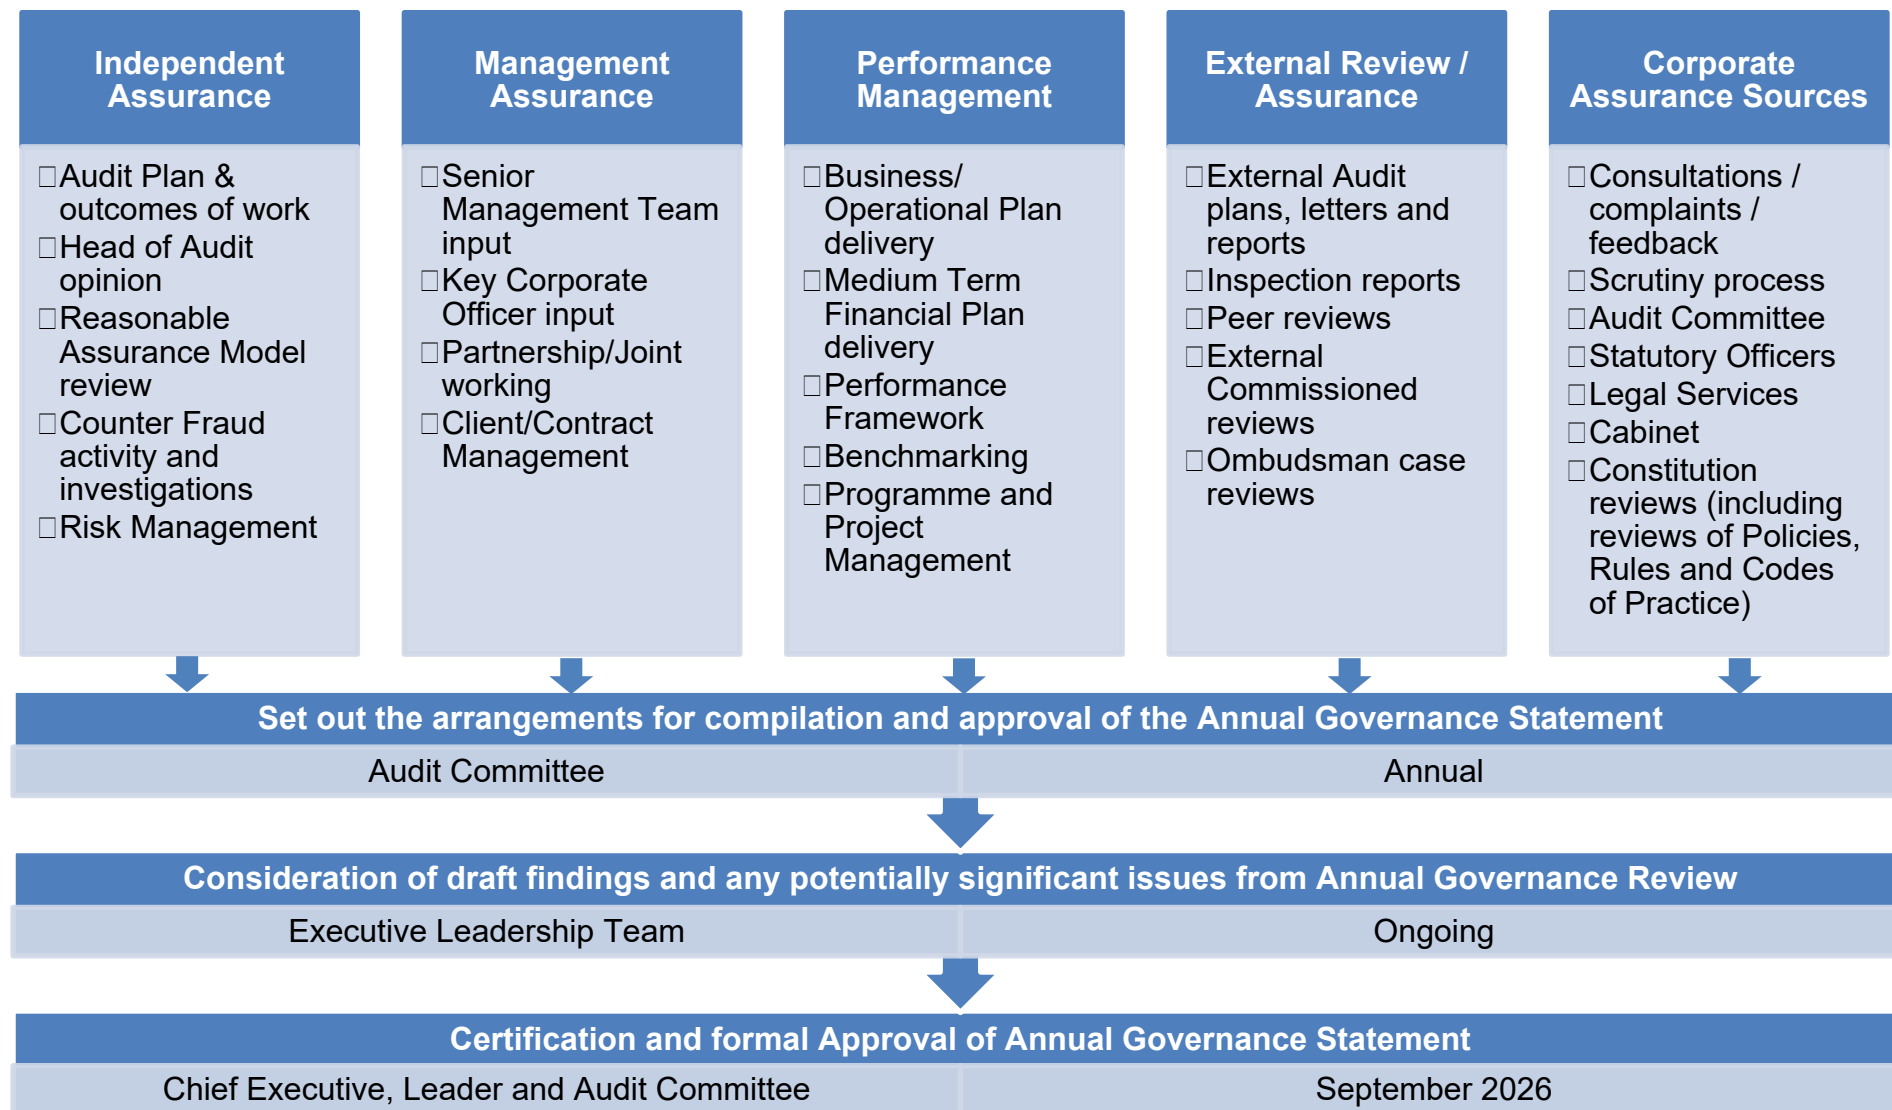 Independent
Assurance
□Audit Plan &
outcomes of work
□Head of Audit
opinion
□Reasonable
Assurance Model
review
□Counter Fraud
activity and
investigations
□Risk Management
Management
Assurance
□Senior
Management Team
input
□Key Corporate
Officer input
□Partnership/Joint
working
□Client/Contract
Management
Performance
Management
□Business/
Operational Plan
delivery
□Medium Term
Financial Plan
delivery
□Performance
Framework
□Benchmarking
□Programme and
Project
Management
External Review /
Assurance
□External Audit
plans, letters and
reports
□Inspection reports
□Peer reviews
□External
Commissioned
reviews
□Ombudsman case
reviews
Corporate
Assurance Sources
□Consultations /
complaints /
feedback
□Scrutiny process
□Audit Committee
□Statutory Officers
□Legal Services
□Cabinet
□Constitution
reviews (including
reviews of Policies,
Rules and Codes
of Practice)
Set out the arrangements for compilation and approval of the Annual Governance Statement
Audit Committee
Annual
Consideration of draft findings and any potentially significant issues from Annual Governance Review
Executive Leadership Team
Ongoing
Certification and formal Approval of Annual Governance Statement
Chief Executive, Leader and Audit Committee
September 2026